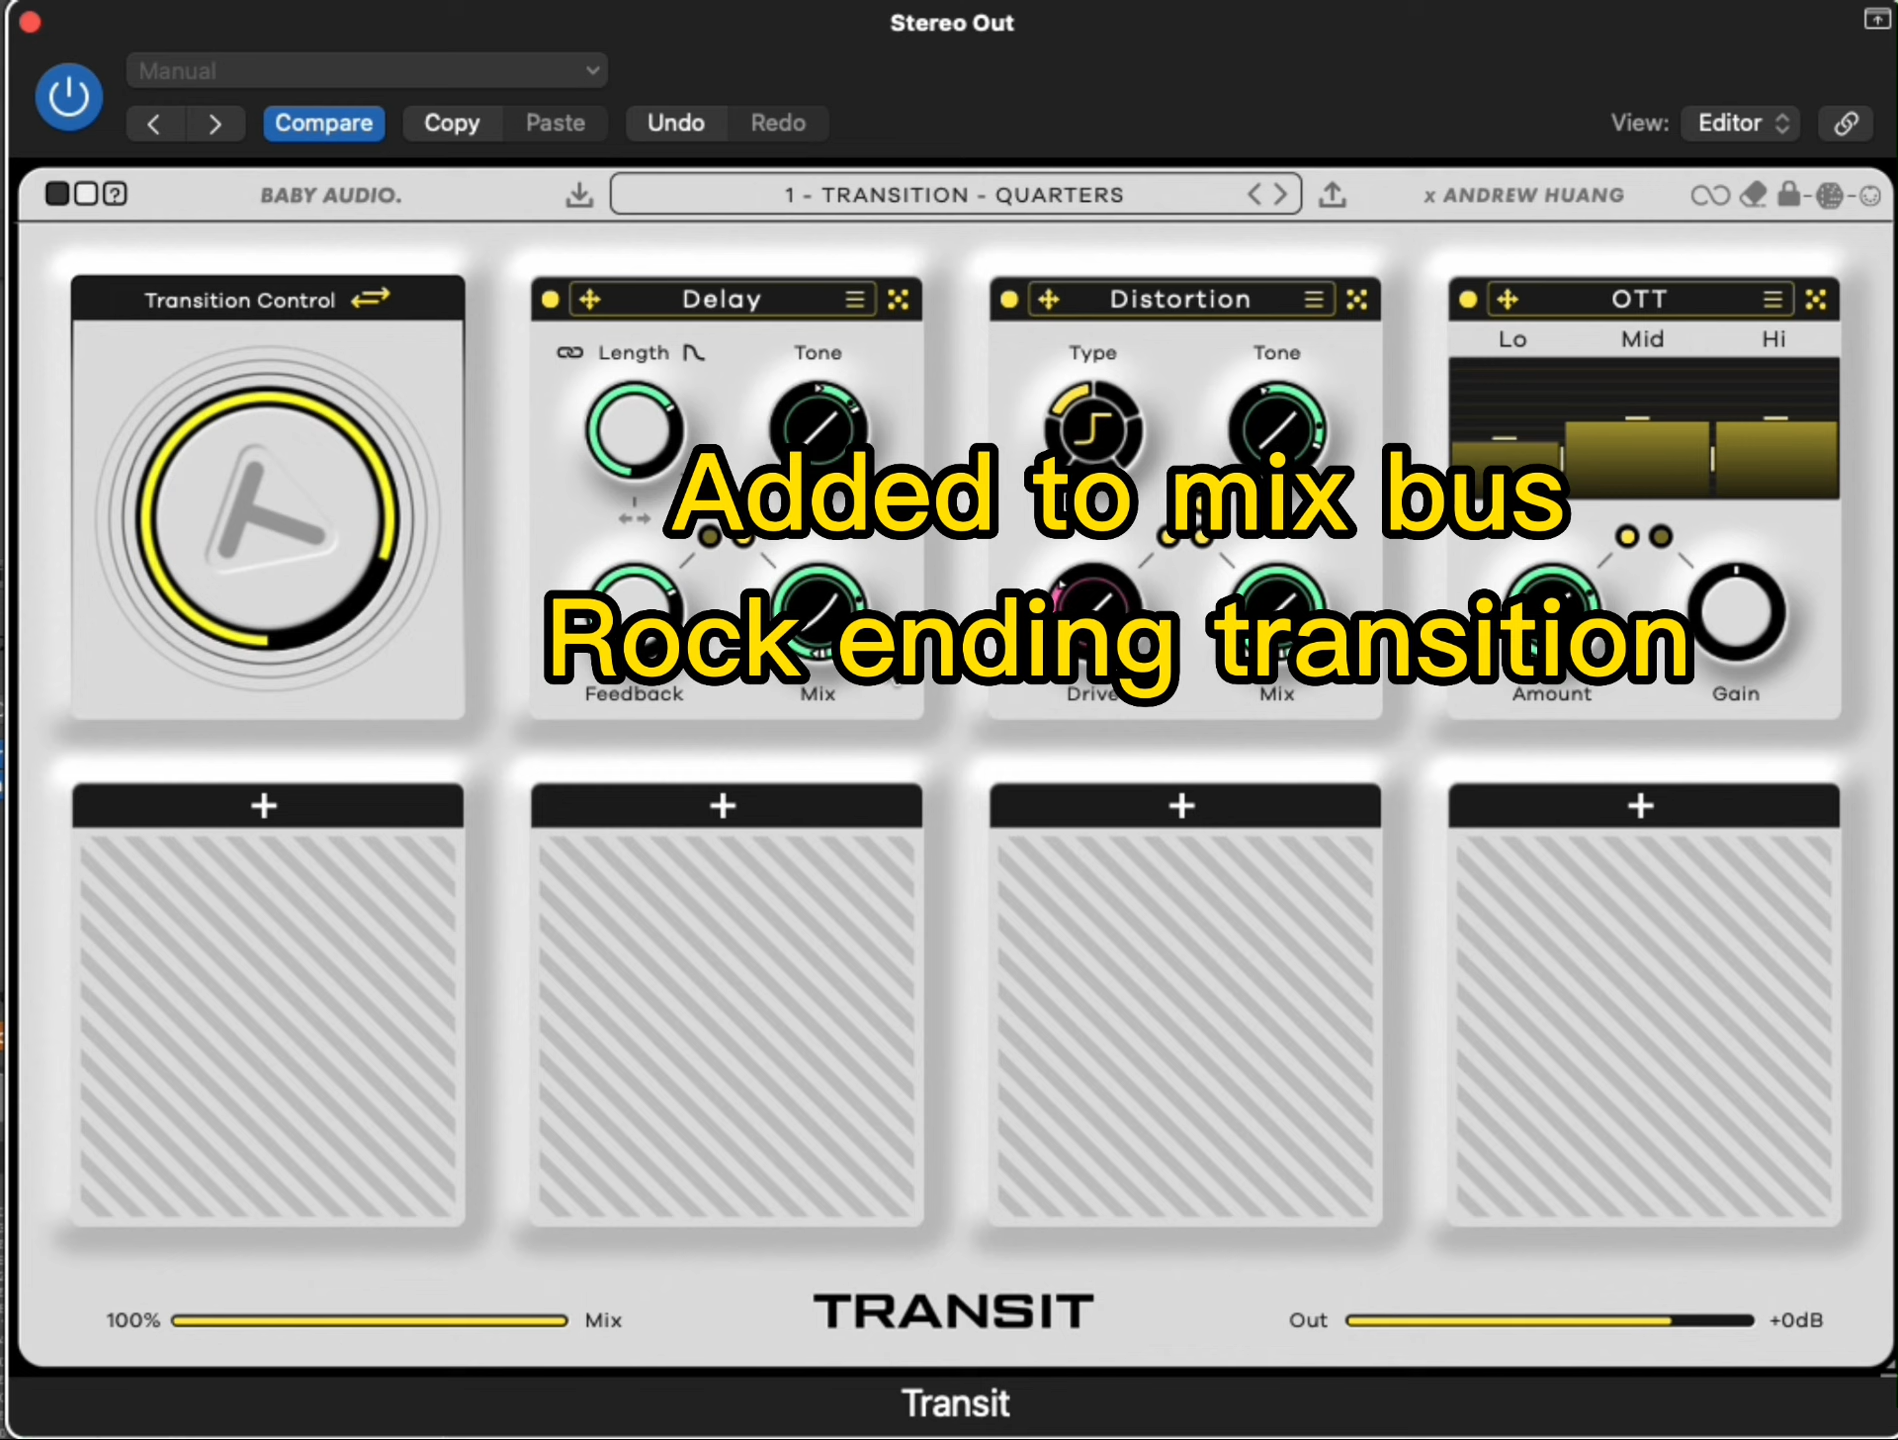 Stereo Out
Manual
Compare Copy Paste Undo Redo View: Editor
BABY AUDIO. 1 - TRANSITION - QUARTERS x ANDREW HUANG
Transition Control Delay Distortion OTT
Lo Mid Hi
Length Tone Type Tone
Added to mix bus
Rock ending transition
Feedback Mix Drive Mix Amount Gain
100% Mix TRANSIT Out +0dB
Transit